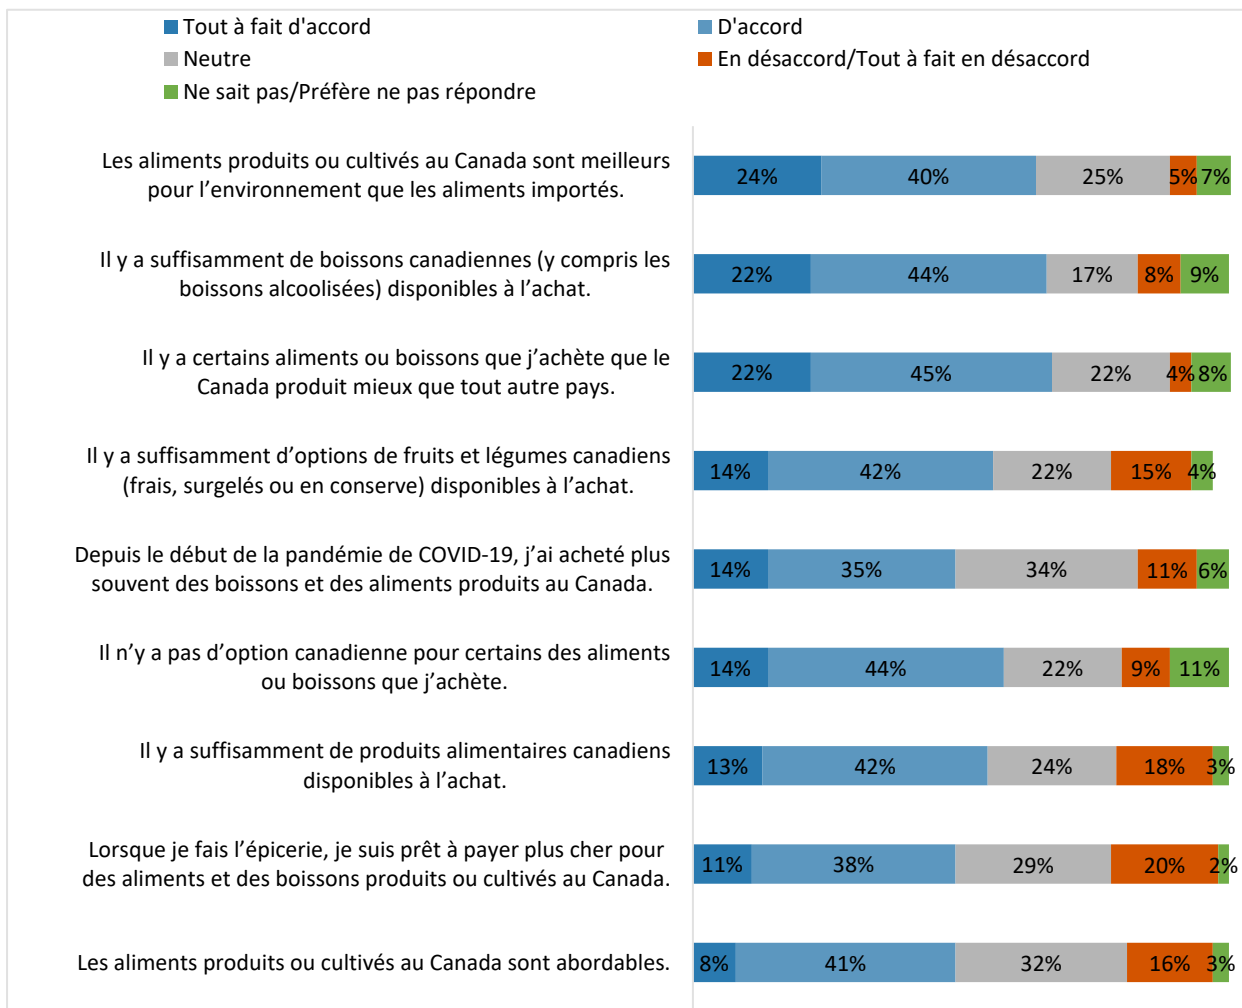 Tout à fait d'accord
D'accord
Neutre
En désaccord/Tout à fait en désaccord
Ne sait pas/Préfère ne pas répondre
Les aliments produits ou cultivés au Canada sont meilleurs
pour l’environnement que les aliments importés.
24% 40% 25% 5% 7%
Il y a suffisamment de boissons canadiennes (y compris les
boissons alcoolisées) disponibles à l’achat.
22% 44% 17% 8% 9%
Il y a certains aliments ou boissons que j’achète que le
Canada produit mieux que tout autre pays.
22% 45% 22% 4% 8%
Il y a suffisamment d’options de fruits et légumes canadiens
(frais, surgelés ou en conserve) disponibles à l’achat.
14% 42% 22% 15% 4%
Depuis le début de la pandémie de COVID-19, j’ai acheté plus
souvent des boissons et des aliments produits au Canada.
14% 35% 34% 11% 6%
Il n’y a pas d’option canadienne pour certains des aliments
ou boissons que j’achète.
14% 44% 22% 9% 11%
Il y a suffisamment de produits alimentaires canadiens
disponibles à l’achat.
13% 42% 24% 18% 3%
Lorsque je fais l’épicerie, je suis prêt à payer plus cher pour
des aliments et des boissons produits ou cultivés au Canada.
11% 38% 29% 20% 2%
Les aliments produits ou cultivés au Canada sont abordables.
8% 41% 32% 16% 3%